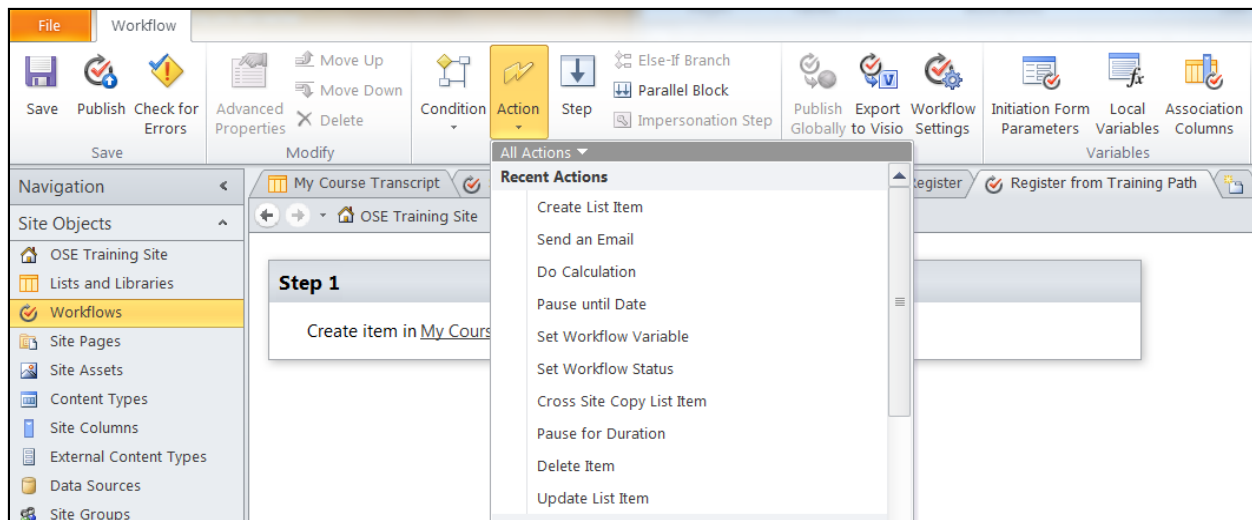 File Workflow
Save Publish Check for Errors
Save
Advanced Properties
Move Up
Move Down
Delete
Modify
Condition Action Step
Else-If Branch
Parallel Block
Impersonation Step
Publish Globally Export to Visio Workflow Settings
Initiation Form Parameters Local Variables Association Columns
Variables
All Actions
Recent Actions
Create List Item
Send an Email
Do Calculation
Pause until Date
Set Workflow Variable
Set Workflow Status
Cross Site Copy List Item
Pause for Duration
Delete Item
Update List Item
Navigation
Site Objects
OSE Training Site
Lists and Libraries
Workflows
Site Pages
Site Assets
Content Types
Site Columns
External Content Types
Data Sources
Site Groups
My Course Transcript
Register
Register from Training Path
OSE Training Site
Step 1
Create item in My Cours